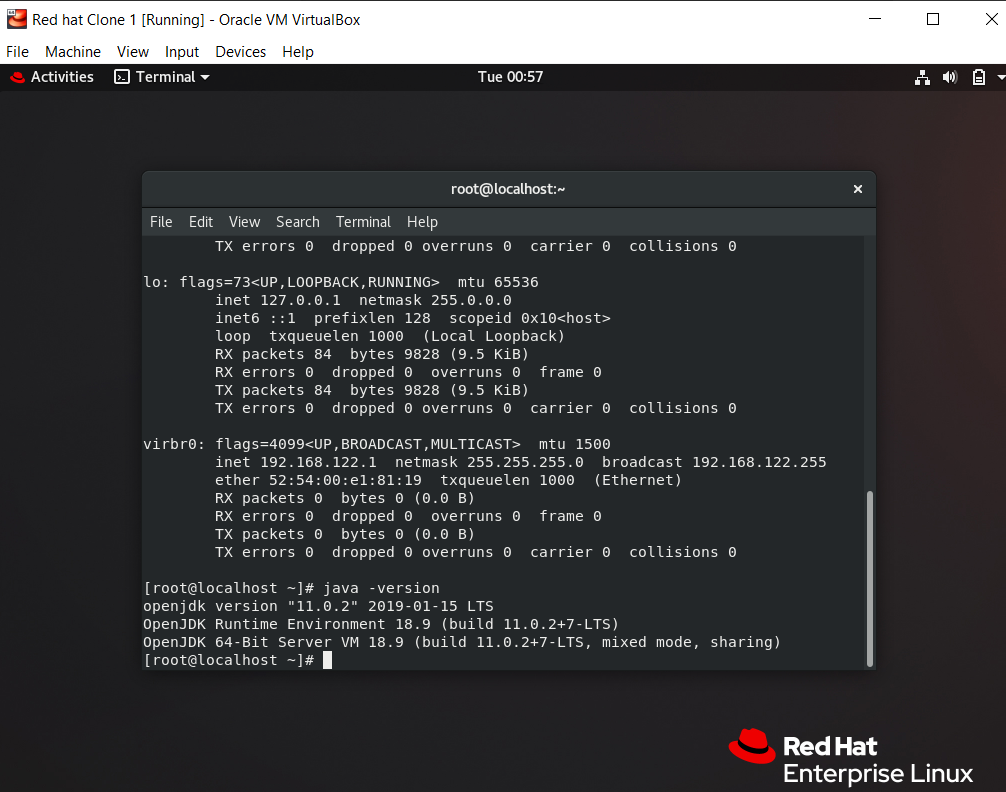 Red hat Clone 1 [Running] - Oracle VM VirtualBox
File Machine View Input Devices Help
Activities Terminal Tue 00:57
root@localhost:~
File Edit View Search Terminal Help
TX errors 0  dropped 0 overruns 0  carrier 0  collisions 0
lo: flags=73<UP,LOOPBACK,RUNNING>  mtu 65536
inet 127.0.0.1  netmask 255.0.0.0
inet6 ::1  prefixlen 128  scopeid 0x10<host>
loop  txqueuelen 1000  (Local Loopback)
RX packets 84  bytes 9828 (9.5 KiB)
RX errors 0  dropped 0  overruns 0  frame 0
TX packets 84  bytes 9828 (9.5 KiB)
TX errors 0  dropped 0 overruns 0  carrier 0  collisions 0
virbr0: flags=4099<UP,BROADCAST,MULTICAST>  mtu 1500
inet 192.168.122.1  netmask 255.255.255.0  broadcast 192.168.122.255
ether 52:54:00:e1:81:19  txqueuelen 1000  (Ethernet)
RX packets 0  bytes 0 (0.0 B)
RX errors 0  dropped 0  overruns 0  frame 0
TX packets 0  bytes 0 (0.0 B)
TX errors 0  dropped 0 overruns 0  carrier 0  collisions 0
[root@localhost ~]# java -version
openjdk version "11.0.2" 2019-01-15 LTS
OpenJDK Runtime Environment 18.9 (build 11.0.2+7-LTS)
OpenJDK 64-Bit Server VM 18.9 (build 11.0.2+7-LTS, mixed mode, sharing)
[root@localhost ~]#
Red Hat
Enterprise Linux